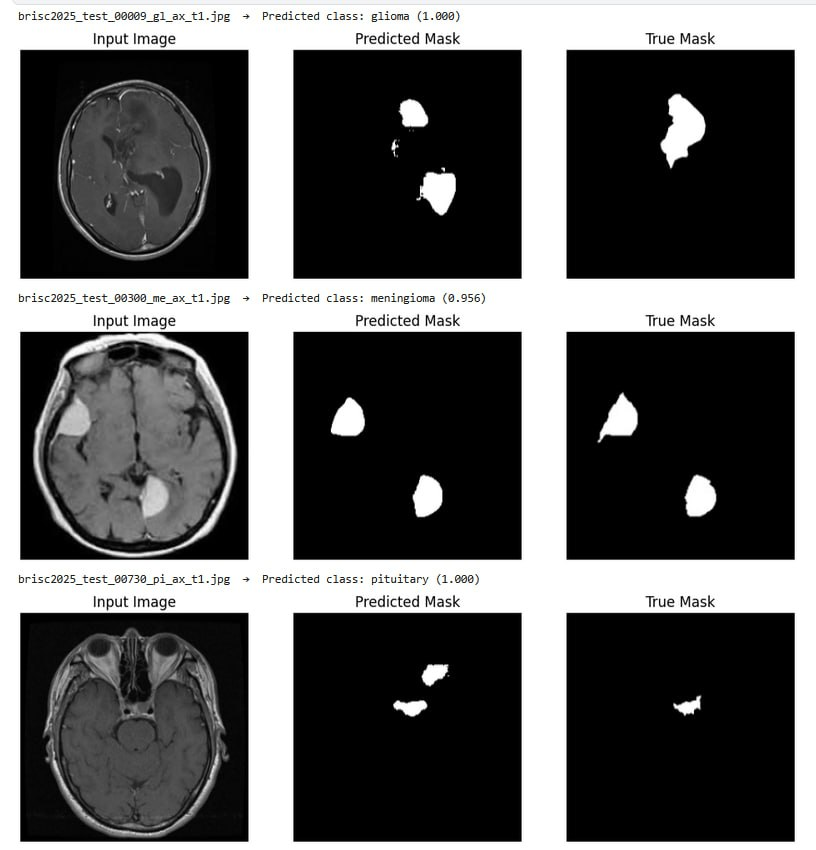 brisc2025_test_00009_gl_ax_t1.jpg → Predicted class: glioma (1.000)
Input Image Predicted Mask True Mask
brisc2025_test_00300_me_ax_t1.jpg → Predicted class: meningioma (0.956)
Input Image Predicted Mask True Mask
brisc2025_test_00730_pi_ax_t1.jpg → Predicted class: pituitary (1.000)
Input Image Predicted Mask True Mask